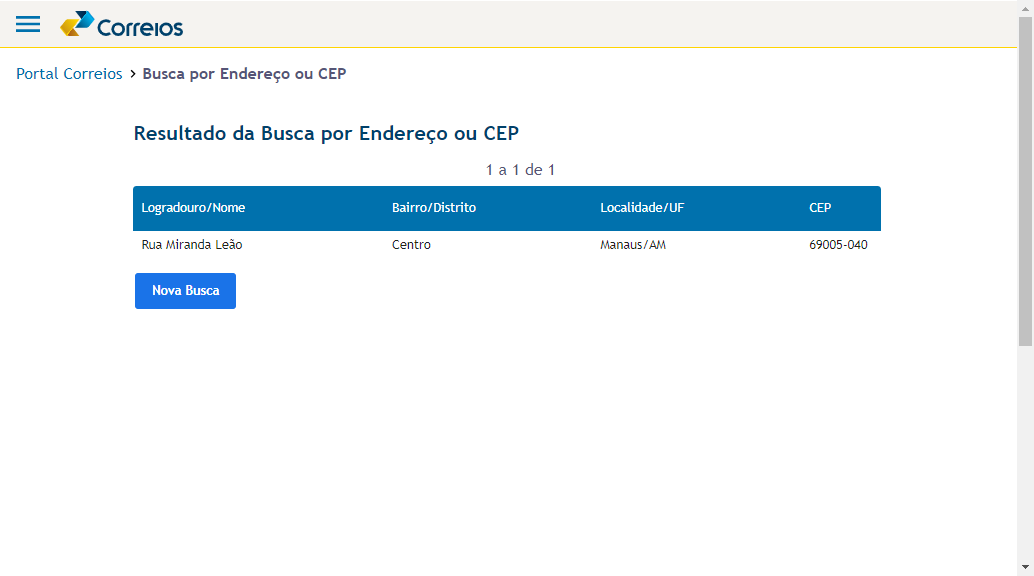 Correios
Portal Correios > Busca por Endereço ou CEP
Resultado da Busca por Endereço ou CEP
1 a 1 de 1
Logradouro/Nome Bairro/Distrito Localidade/UF CEP
Rua Miranda Leão Centro Manaus/AM 69005-040
Nova Busca